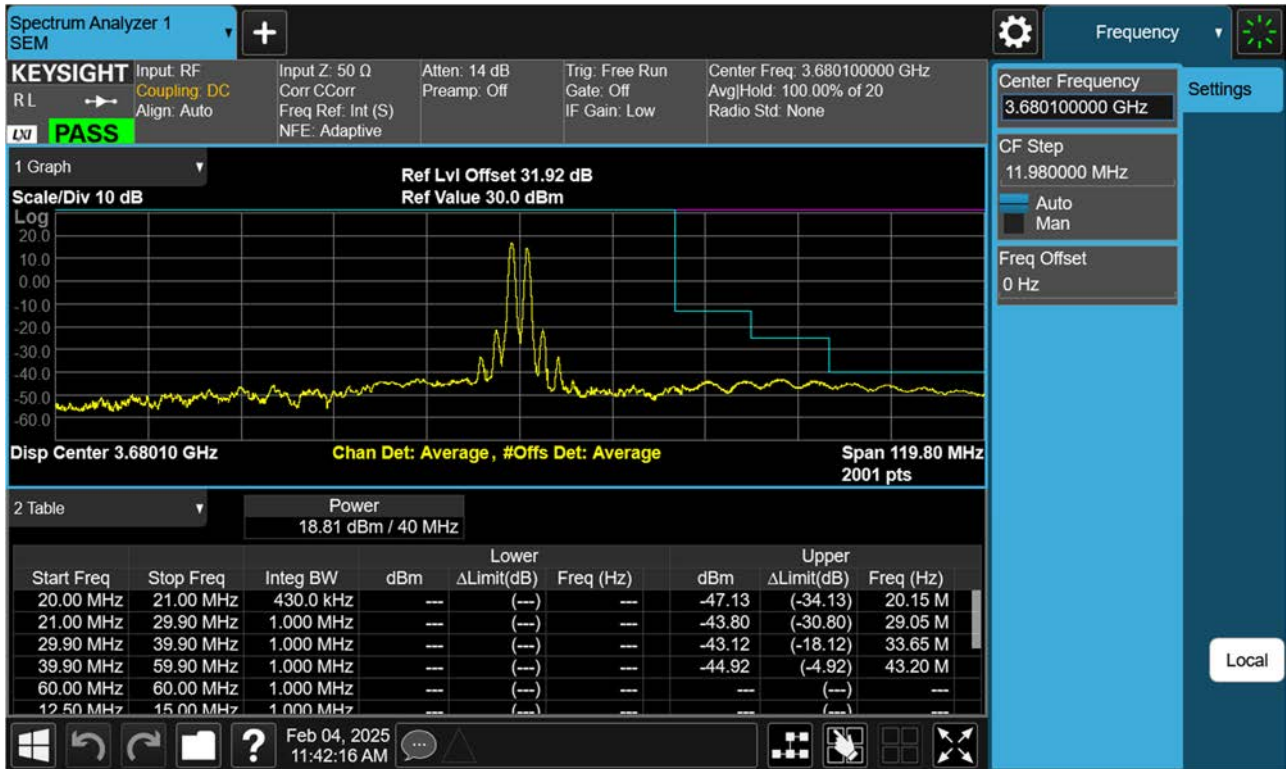 Spectrum Analyzer 1
SEM
+
Frequency
KEYSIGHT
RL
LXI
PASS
Input: RF
Coupling: DC
Align: Auto
Input Z: 50 Ω
Corr CCorr
Freq Ref: Int (S)
NFE: Adaptive
Atten: 14 dB
Preamp: Off
Trig: Free Run
Gate: Off
IF Gain: Low
Center Freq: 3.680100000 GHz
Avg|Hold: 100.00% of 20
Radio Std: None
Center Frequency
3.680100000 GHz
Settings
CF Step
11.980000 MHz
Auto
Man
Freq Offset
0 Hz
Local
1 Graph
Scale/Div 10 dB
Ref Lvl Offset 31.92 dB
Ref Value 30.0 dBm
Log
20.0
10.0
0.00
-10.0
-20.0
-30.0
-40.0
-50.0
-60.0
Disp Center 3.68010 GHz
Chan Det: Average, #Offs Det: Average
Span 119.80 MHz
2001 pts
2 Table
Power
18.81 dBm / 40 MHz
Lower Upper
Start Freq Stop Freq Integ BW dBm ΔLimit(dB) Freq (Hz) dBm ΔLimit(dB) Freq (Hz)
20.00 MHz 21.00 MHz 430.0 kHz --- (---) --- -47.13 (-34.13) 20.15 M
21.00 MHz 29.90 MHz 1.000 MHz --- (---) --- -43.80 (-30.80) 29.05 M
29.90 MHz 39.90 MHz 1.000 MHz --- (---) --- -43.12 (-18.12) 33.65 M
39.90 MHz 59.90 MHz 1.000 MHz --- (---) --- -44.92 (-4.92) 43.20 M
60.00 MHz 60.00 MHz 1.000 MHz --- (---) --- --- (---) ---
12.50 MHz 15.00 MHz 1.000 MHz --- (---) --- --- (---) ---
?
Feb 04, 2025
11:42:16 AM